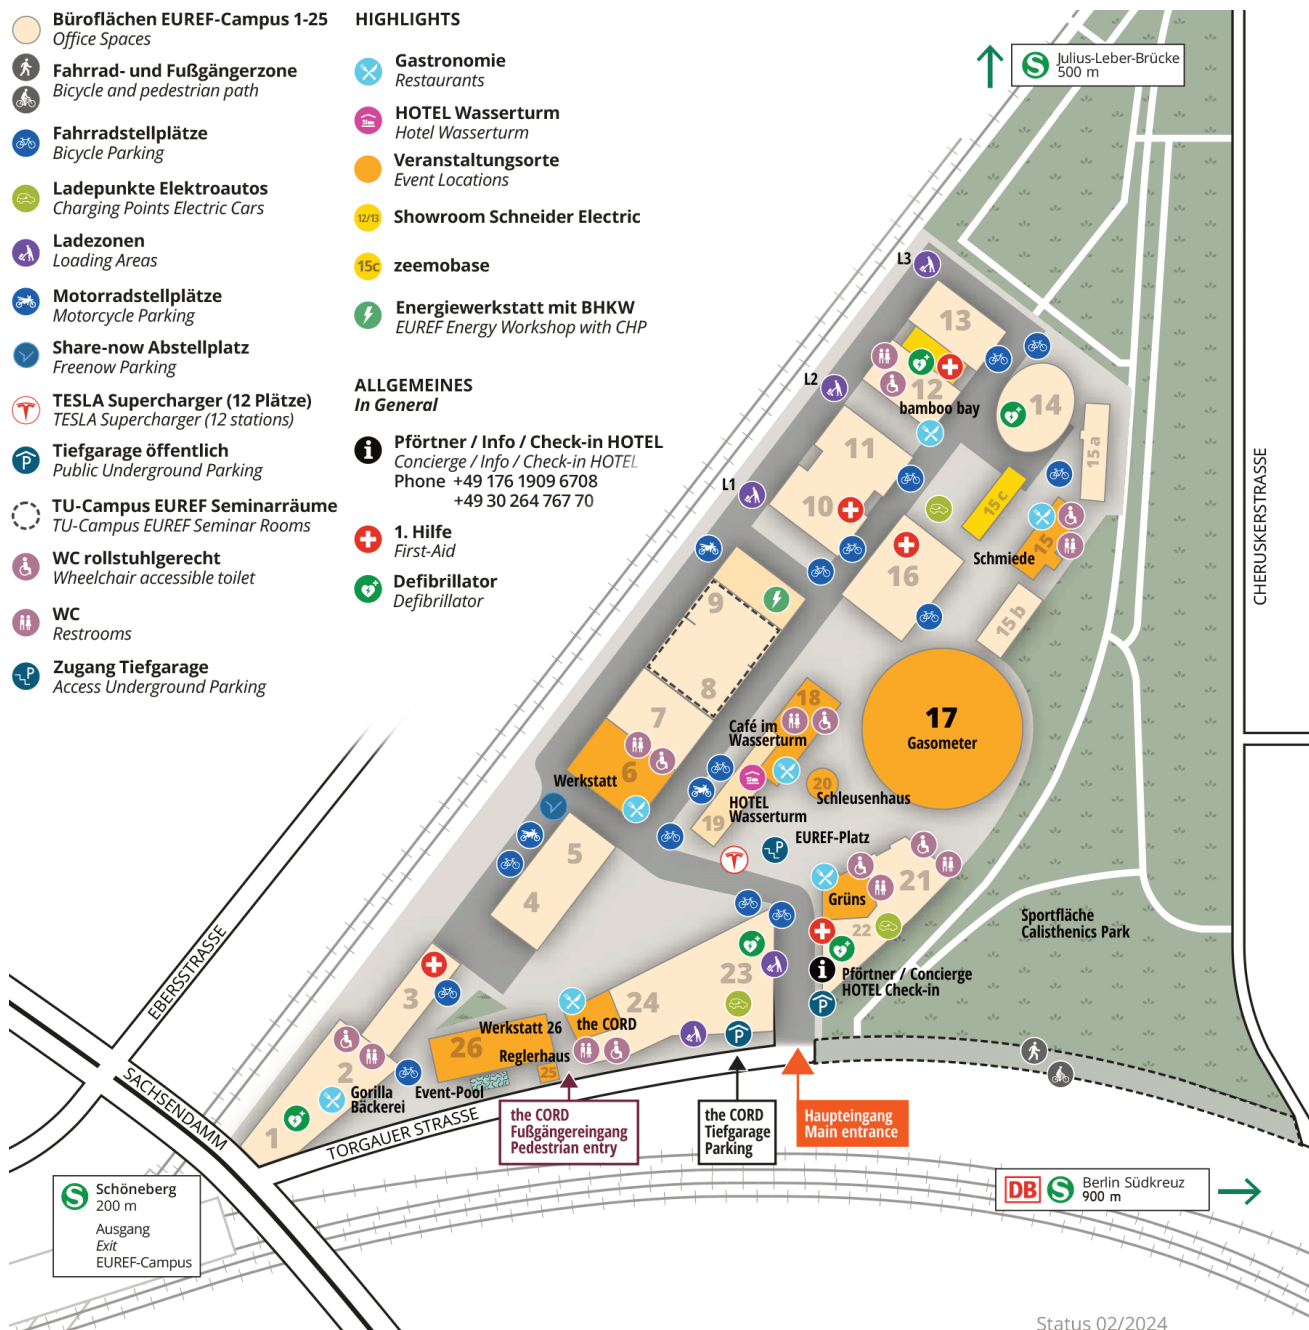 Büroflächen EUREF-Campus 1-25
Office Spaces
Fahrrad- und Fußgängerzone
Bicycle and pedestrian path
Fahrradstellplätze
Bicycle Parking
Ladepunkte Elektroautos
Charging Points Electric Cars
Ladezonen
Loading Areas
Motorradstellplätze
Motorcycle Parking
Share-now Abstellplatz
Freenow Parking
TESLA Supercharger (12 Plätze)
TESLA Supercharger (12 stations)
Tiefgarage öffentlich
Public Underground Parking
TU-Campus EUREF Seminarräume
TU-Campus EUREF Seminar Rooms
WC rollstuhlgerecht
Wheelchair accessible toilet
WC
Restrooms
Zugang Tiefgarage
Access Underground Parking
HIGHLIGHTS
Gastronomie
Restaurants
HOTEL Wasserturm
Hotel Wasserturm
Veranstaltungsorte
Event Locations
12/13 Showroom Schneider Electric
15c zeemobase
Energiewerkstatt mit BHKW
EUREF Energy Workshop with CHP
ALLGEMEINES
In General
Pförtner / Info / Check-in HOTEL
Concierge / Info / Check-in HOTEL
Phone +49 176 1909 6708
+49 30 264 767 70
1. Hilfe
First-Aid
Defibrillator
Defibrillator
S Julius-Leber-Brücke
500 m
L3
13
L2
12
bamboo bay
14
15 a
11
L1
10
15 c
15
Schmiede
16
15 b
9
8
7
18
Café im
Wasserturm
17
Gasometer
6
Werkstatt
20
Schleusenhaus
HOTEL
Wasserturm
19
EUREF-Platz
5
4
21
Grüns
22
Sportfläche
Calisthenics Park
Pförtner / Concierge
HOTEL Check-in
23
24
3
the CORD
Werkstatt 26
26
Reglerhaus
25
2
Gorilla
Bäckerei
Event-Pool
1
CHERUSKERSTRASSE
EBERSSTRASSE
SACHSENDAMM
TORGAUER STRASSE
the CORD
Fußgängereingang
Pedestrian entry
the CORD
Tiefgarage
Parking
Haupteingang
Main entrance
S Schöneberg
200 m
Ausgang
Exit
EUREF-Campus
DB S Berlin Südkreuz
900 m
Status 02/2024